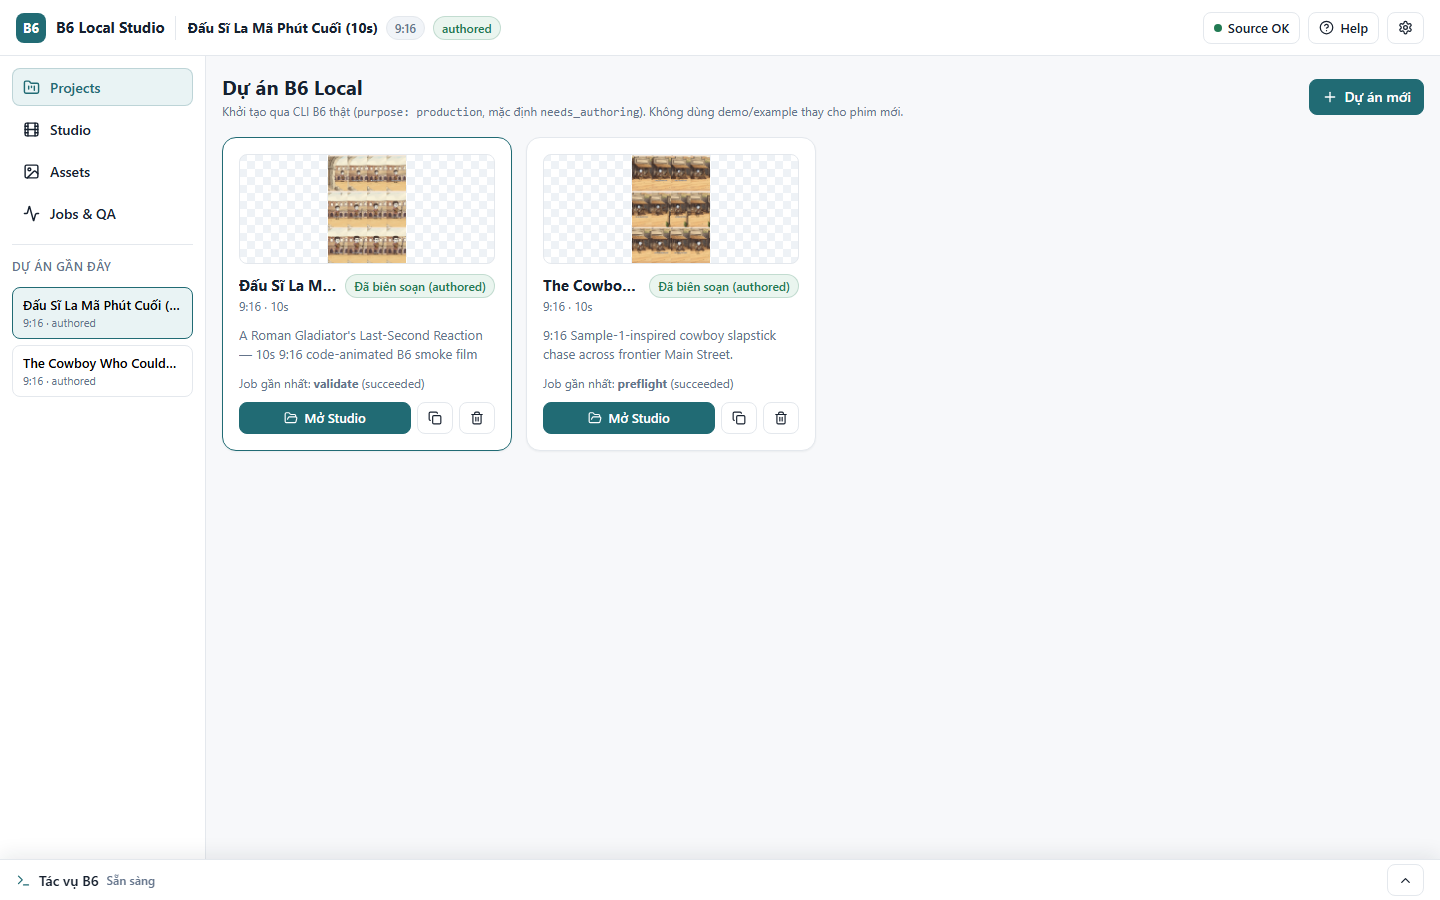 B6 B6 Local Studio Đấu Sĩ La Mã Phút Cuối (10s) 9:16 authored Source OK Help
Projects
Studio
Assets
Jobs & QA
DỰ ÁN GẦN ĐÂY
Đấu Sĩ La Mã Phút Cuối (...
9:16 · authored
The Cowboy Who Could...
9:16 · authored
Dự án B6 Local
Khởi tạo qua CLI B6 thật (purpose: production, mặc định needs_authoring). Không dùng demo/example thay cho phim mới.
Dự án mới
Đấu Sĩ La M... Đã biên soạn (authored)
9:16 · 10s
A Roman Gladiator's Last-Second Reaction
— 10s 9:16 code-animated B6 smoke film
Job gần nhất: validate (succeeded)
Mở Studio
The Cowbo... Đã biên soạn (authored)
9:16 · 10s
9:16 Sample-1-inspired cowboy slapstick
chase across frontier Main Street.
Job gần nhất: preflight (succeeded)
Mở Studio
Tác vụ B6 Sẵn sàng